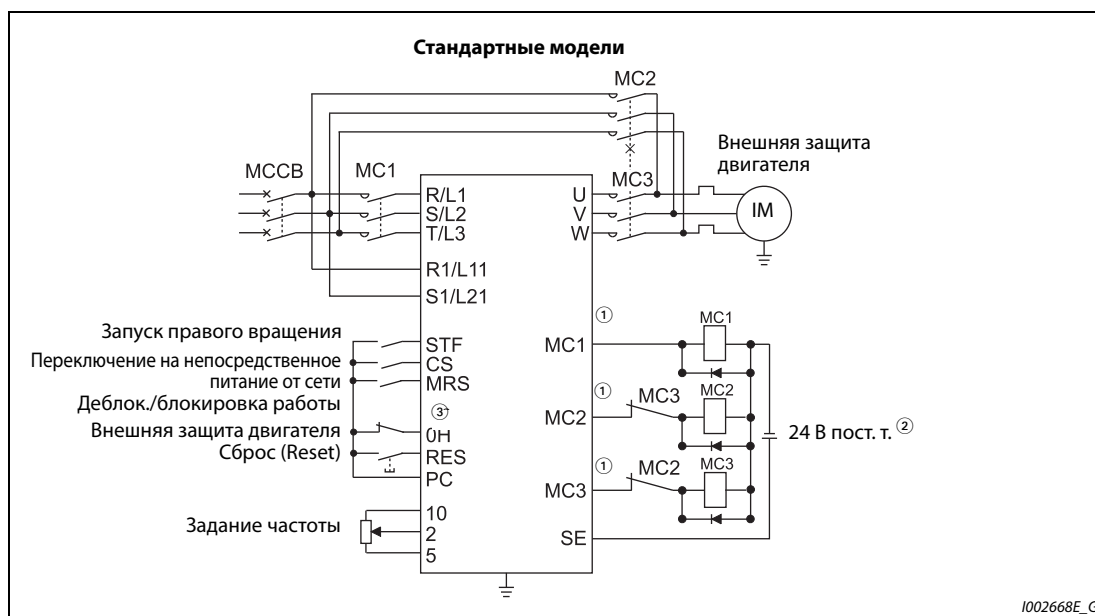 Стандартные модели
MC2
Внешняя защита
двигателя
MCCB
MC1
MC3
R/L1
S/L2
T/L3
U
V
W
IM
R1/L11
S1/L21
Запуск правого вращения
Переключение на непосредственное
питание от сети
Деблок./блокировка работы
Внешняя защита двигателя
Сброс (Reset)
STF
CS
MRS
③
0H
RES
PC
Задание частоты
10
2
5
①
MC1
MC1
①
MC2
MC3
MC2
①
MC3
MC2
MC3
SE
24 В пост. т. ②
I002668E_G